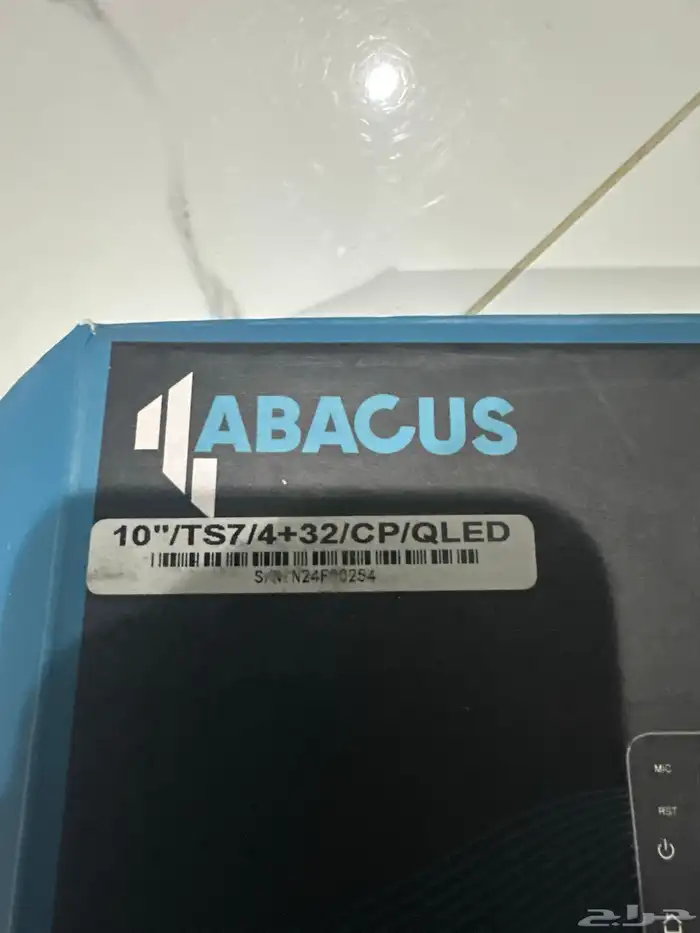 ABACUS
10"/TS7/4+32/CP/QLED
MIC
RST
حراج